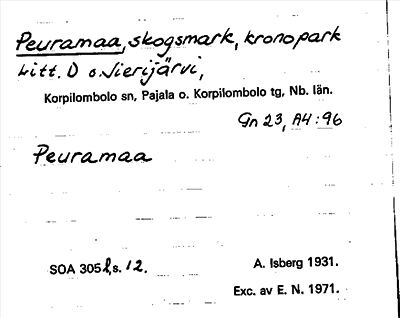 Peuramaa, skogsmark, kronopark
Litt. D o. Jierijärvi,
Korpilombolo sn, Pajala o. Korpilombolo tg, Nb. län.
Gn 23, A4:96
Peuramaa
SOA 305 l, s. 12.
A. Isberg 1931.
Exc. av E. N. 1971.